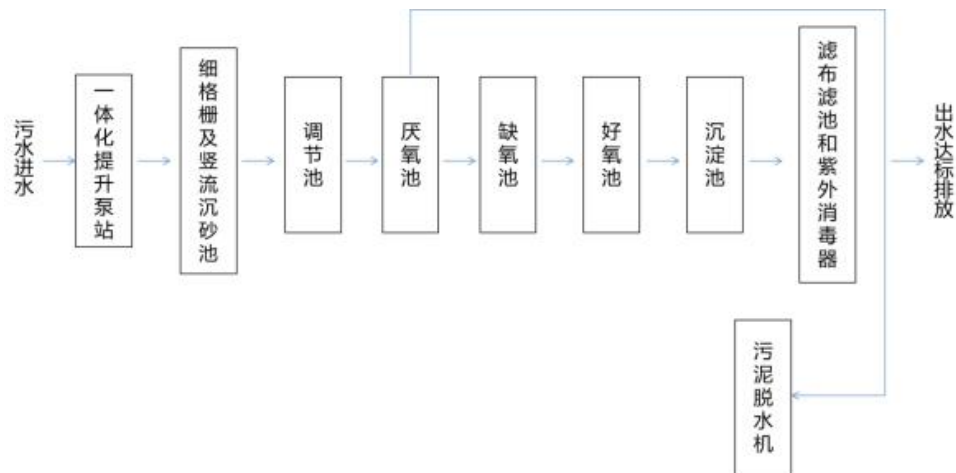 污水进水
一体化提升泵站
细格栅及竖流沉砂池
调节池
厌氧池
缺氧池
好氧池
沉淀池
滤布滤池和紫外消毒器
出水达标排放
污泥脱水机